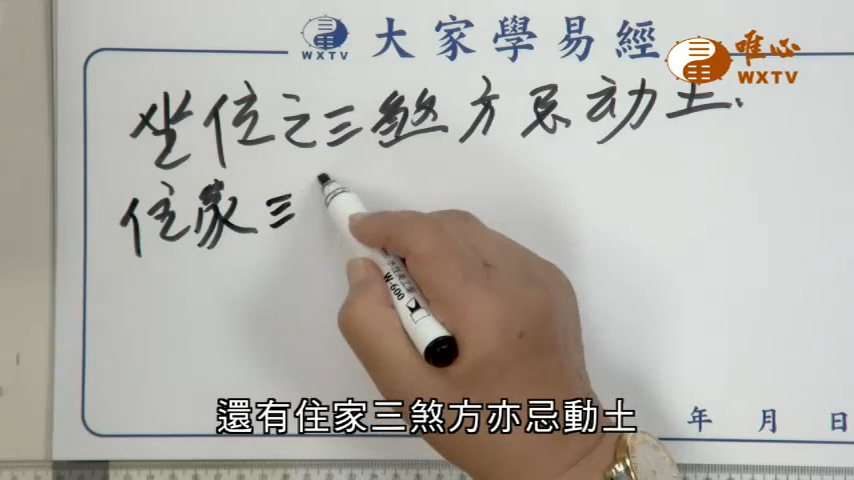 WXTV
大家學易經
唯心
WXTV
坐位之三煞方忌动土.
住家三
W-600
還有住家三煞方亦忌動土
年 月 日